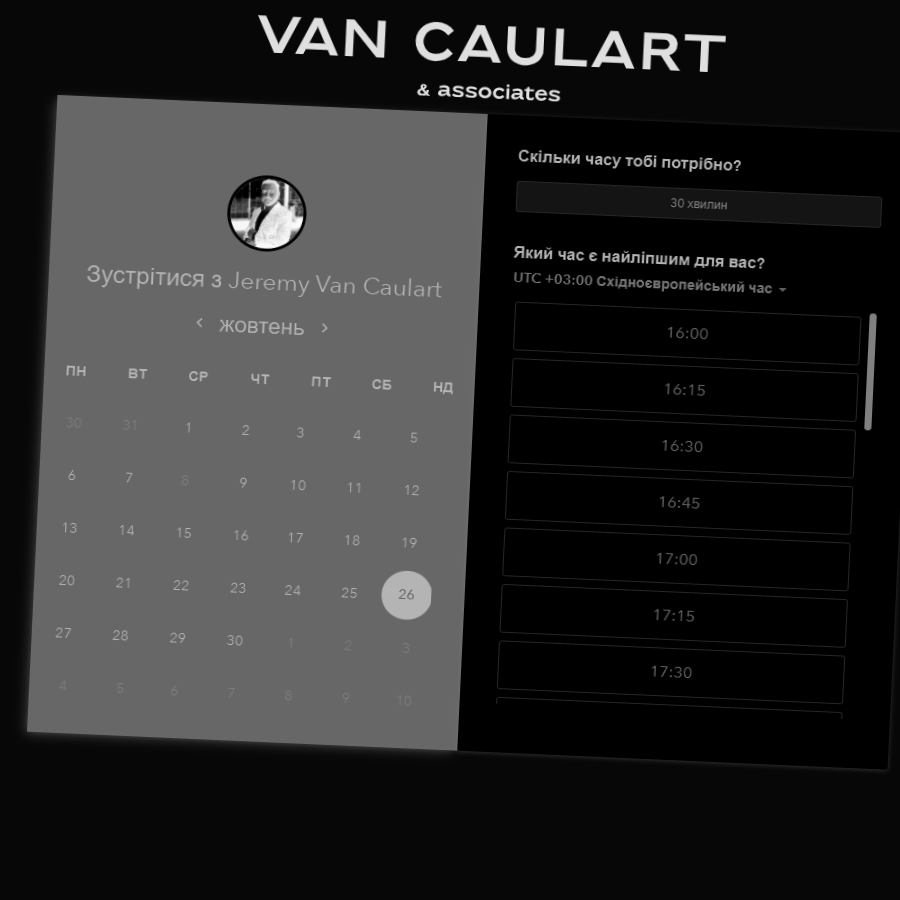 VAN CAULART
& associates
Зустрітися з Jeremy Van Caulart
‹ жовтень ›
ПН ВТ СР ЧТ ПТ СБ НД
30 31 1 2 3 4 5
6 7 8 9 10 11 12
13 14 15 16 17 18 19
20 21 22 23 24 25 26
27 28 29 30 1 2 3
4 5 6 7 8 9 10
Скільки часу тобі потрібно?
30 хвилин
Який час є найліпшим для вас?
UTC +03:00 Східноєвропейський час
16:00
16:15
16:30
16:45
17:00
17:15
17:30